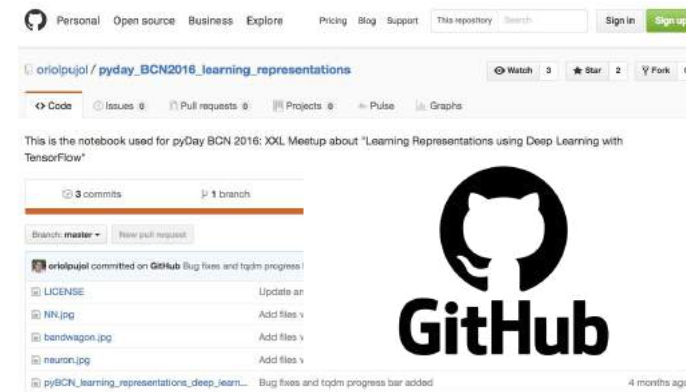 Personal Open source Business Explore Pricing Blog Support This repository Search Sign in Sign up
oriolpujol / pyday_BCN2016_learning_representations Watch 3 Star 2 Fork
Code Issues 0 Pull requests 0 Projects 0 Pulse Graphs
This is the notebook used for pyDay BCN 2016: XXL Meetup about "Learning Representations using Deep Learning with
TensorFlow"
3 commits 1 branch
Branch: master New pull request
oriolpujol committed on GitHub Bug fixes and tqdm progress
LICENSE Update an
NN.jpg Add files v
bandwagon.jpg Add files v
neuron.jpg Add files v
pyBCN_learning_representations_deep_learn... Bug fixes and tqdm progress bar added 4 months ago
GitHub